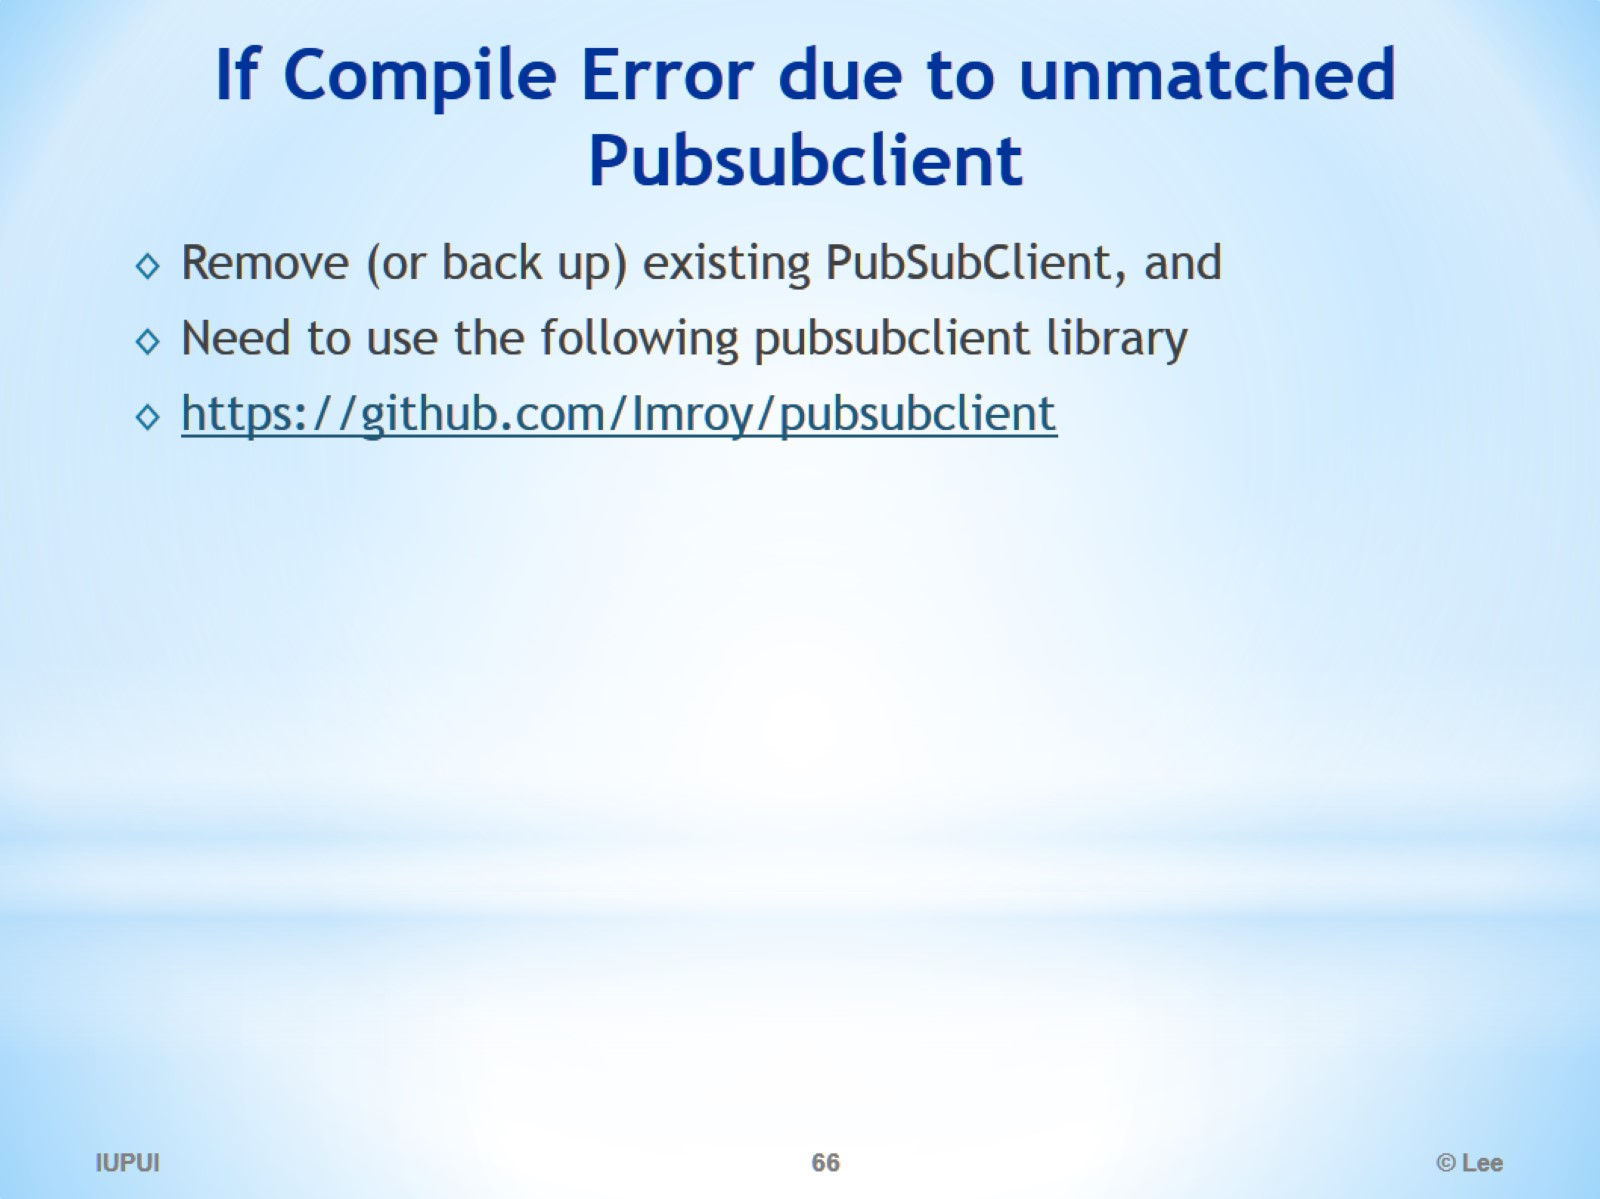 If Compile Error due to unmatched
Pubsubclient
Remove (or back up) existing PubSubClient, and
Need to use the following pubsubclient library
https://github.com/Imroy/pubsubclient
IUPUI
66
© Lee